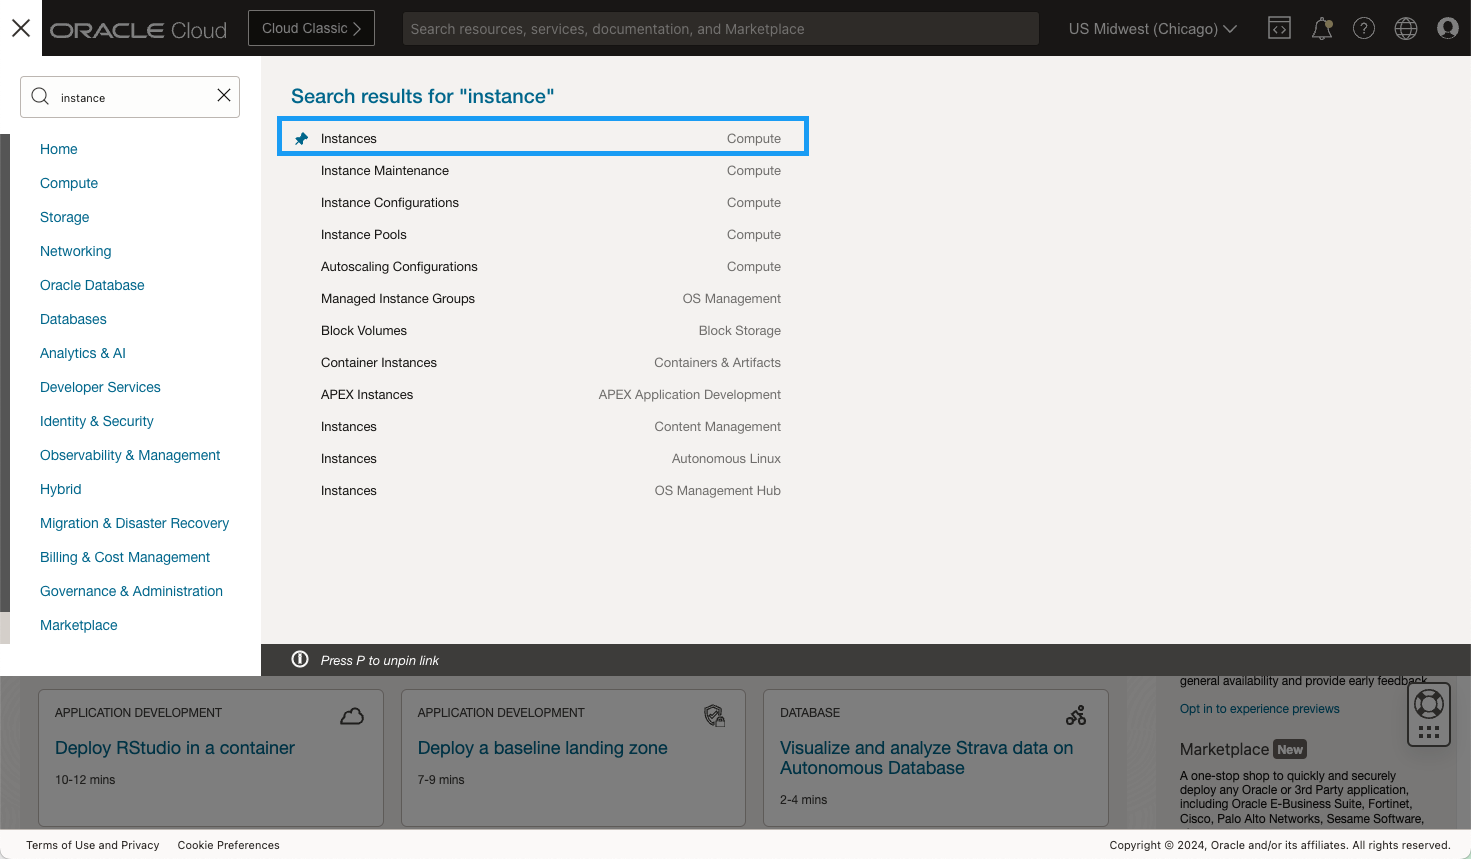 ORACLE Cloud
Cloud Classic
Search resources, services, documentation, and Marketplace
US Midwest (Chicago)
instance
Home
Compute
Storage
Networking
Oracle Database
Databases
Analytics & AI
Developer Services
Identity & Security
Observability & Management
Hybrid
Migration & Disaster Recovery
Billing & Cost Management
Governance & Administration
Marketplace
Search results for "instance"
Instances Compute
Instance Maintenance Compute
Instance Configurations Compute
Instance Pools Compute
Autoscaling Configurations Compute
Managed Instance Groups OS Management
Block Volumes Block Storage
Container Instances Containers & Artifacts
APEX Instances APEX Application Development
Instances Content Management
Instances Autonomous Linux
Instances OS Management Hub
Press P to unpin link
APPLICATION DEVELOPMENT
Deploy RStudio in a container
10-12 mins
APPLICATION DEVELOPMENT
Deploy a baseline landing zone
7-9 mins
DATABASE
Visualize and analyze Strava data on
Autonomous Database
2-4 mins
general availability and provide early feedback
Opt in to experience previews
Marketplace New
A one-stop shop to quickly and securely
deploy any Oracle or 3rd Party application,
including Oracle E-Business Suite, Fortinet,
Cisco, Palo Alto Networks, Sesame Software,
Terms of Use and Privacy
Cookie Preferences
Copyright © 2024, Oracle and/or its affiliates. All rights reserved.